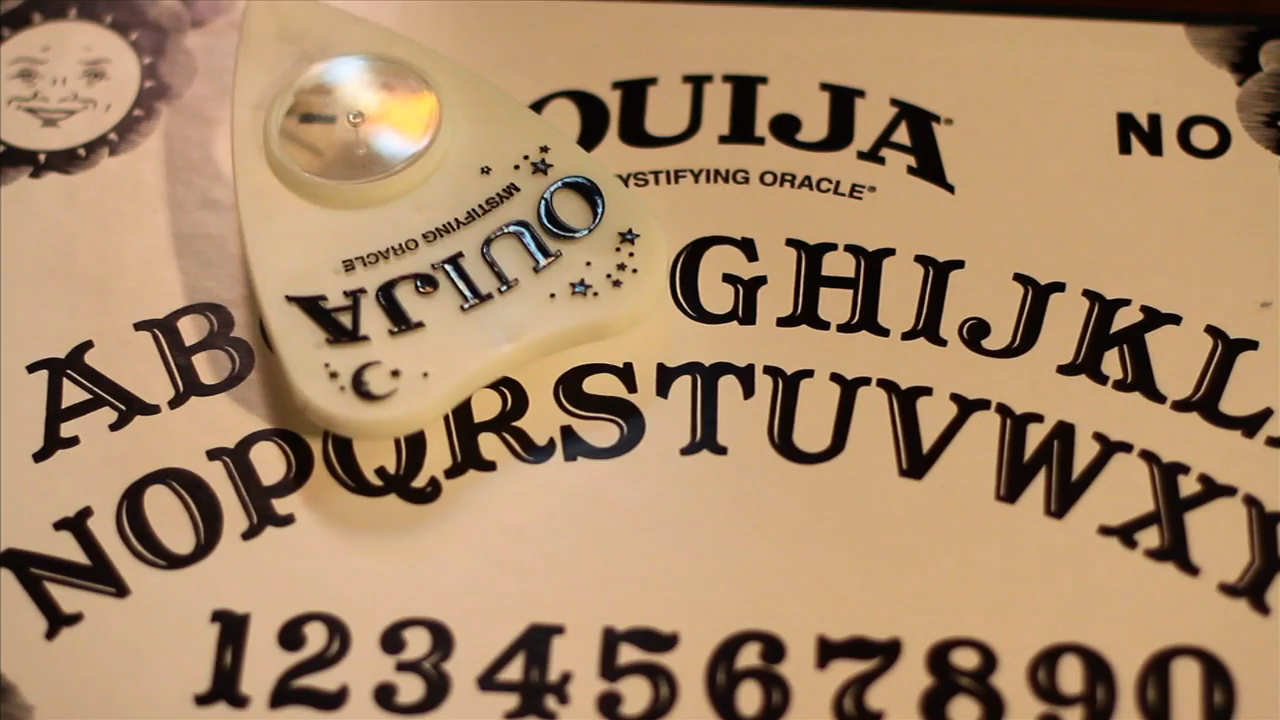 OUIJA®
YSTIFYING ORACLE®
NO
OUIJA
MYSTIFYING ORACLE
AB GHIJKL
NOPQRSTUVWXY
1234567890